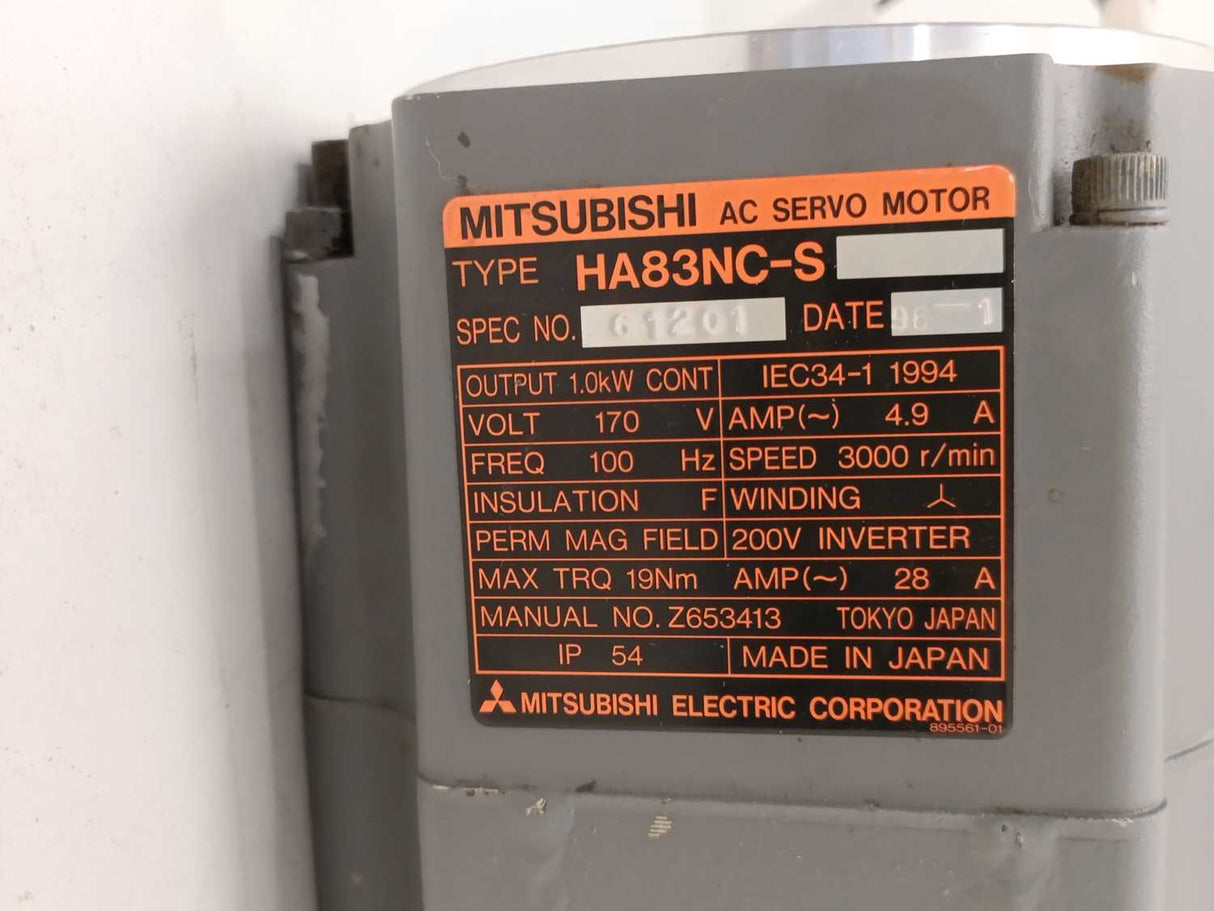 MITSUBISHI AC SERVO MOTOR
TYPE HA83NC-S
SPEC NO. 61201 DATE 96-1
OUTPUT 1.0kW CONT IEC34-1 1994
VOLT 170 V AMP(~) 4.9 A
FREQ 100 Hz SPEED 3000 r/min
INSULATION F WINDING
PERM MAG FIELD 200V INVERTER
MAX TRQ 19Nm AMP(~) 28 A
MANUAL NO. Z653413 TOKYO JAPAN
IP 54 MADE IN JAPAN
MITSUBISHI ELECTRIC CORPORATION
895561-01